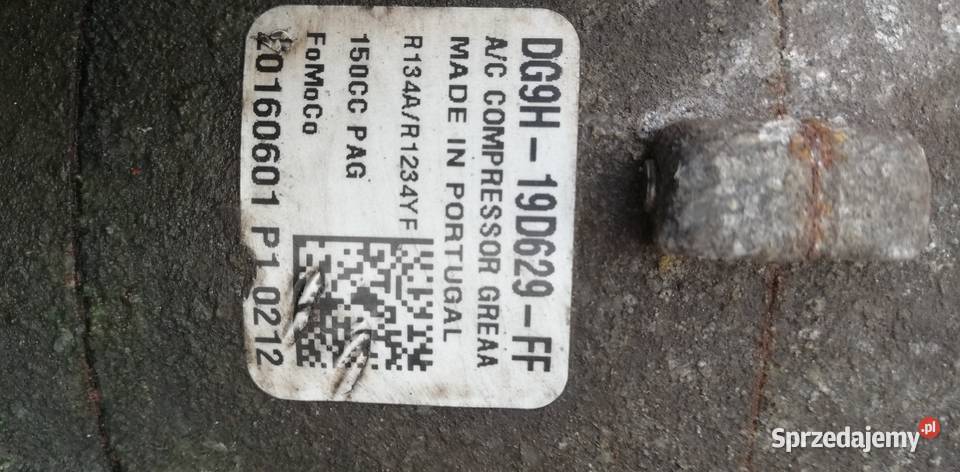 DG9H-19D629-FF
A/C COMPRESSOR GREAA
MADE IN PORTUGAL
R134A/R1234YF
150CC PAG
FoMoCo
20160601 P1 0212
Sprzedajemy.pl